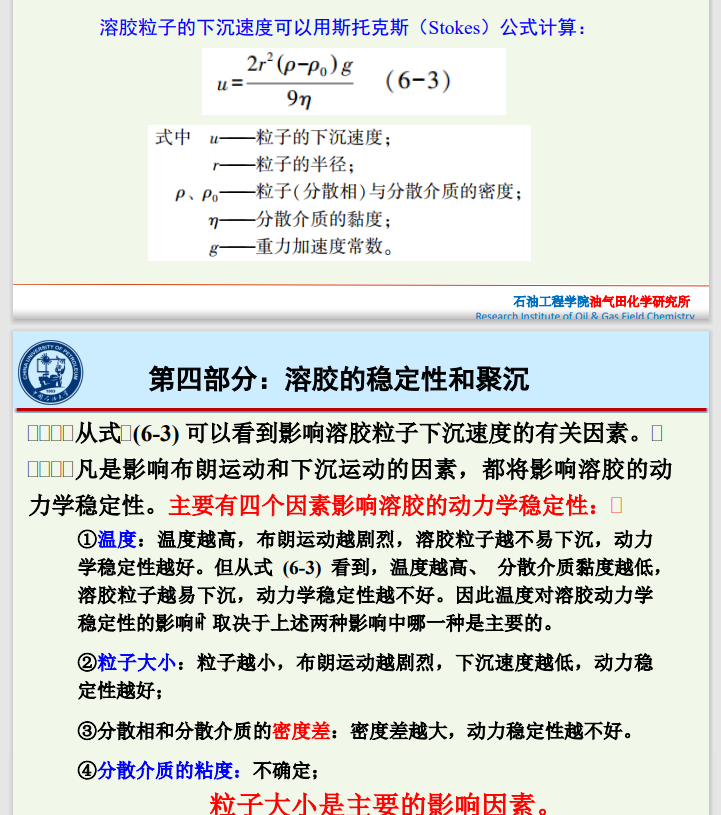 溶胶粒子的下沉速度可以用斯托克斯（Stokes）公式计算：
u = 2r²(ρ-ρ₀)g / 9η （6-3）
式中 u——粒子的下沉速度；
r——粒子的半径；
ρ、ρ₀——粒子(分散相)与分散介质的密度；
η——分散介质的黏度；
g——重力加速度常数。
石油工程学院油气田化学研究所
Research Institute of Oil & Gas Field Chemistry
第四部分：溶胶的稳定性和聚沉
从式 (6-3) 可以看到影响溶胶粒子下沉速度的有关因素。
凡是影响布朗运动和下沉运动的因素，都将影响溶胶的动
力学稳定性。主要有四个因素影响溶胶的动力学稳定性：
①温度：温度越高，布朗运动越剧烈，溶胶粒子越不易下沉，动力
学稳定性越好。但从式 (6-3) 看到，温度越高、 分散介质黏度越低，
溶胶粒子越易下沉，动力学稳定性越不好。因此温度对溶胶动力学
稳定性的影响 取决于上述两种影响中哪一种是主要的。
②粒子大小：粒子越小，布朗运动越剧烈，下沉速度越低，动力稳
定性越好；
③分散相和分散介质的密度差：密度差越大，动力稳定性越不好。
④分散介质的粘度：不确定；
粒子大小是主要的影响因素。